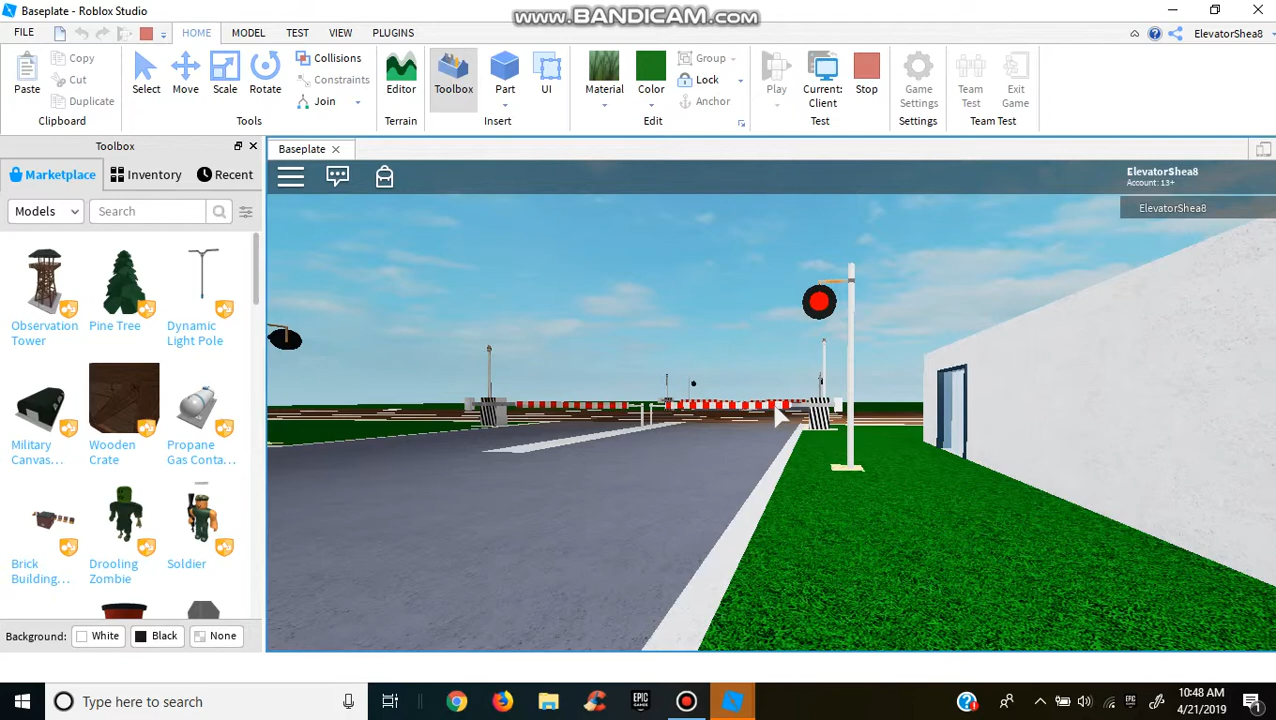 Baseplate - Roblox Studio
www.BANDICAM.com
FILE
HOME
MODEL
TEST
VIEW
PLUGINS
ElevatorShea8
Paste
Copy
Cut
Duplicate
Clipboard
Select
Move
Scale
Rotate
Collisions
Constraints
Join
Tools
Editor
Terrain
Toolbox
Part
UI
Insert
Material
Color
Group
Lock
Anchor
Edit
Play
Current:
Client
Stop
Test
Game
Settings
Settings
Team
Test
Exit
Game
Team Test
Toolbox
Marketplace
Inventory
Recent
Models
Search
Observation
Tower
Pine Tree
Dynamic
Light Pole
Military
Canvas...
Wooden
Crate
Propane
Gas Conta...
Brick
Building...
Drooling
Zombie
Soldier
Background:
White
Black
None
Baseplate
ElevatorShea8
Account: 13+
ElevatorShea8
Type here to search
EPIC
GAMES
10:48 AM
4/21/2019
1